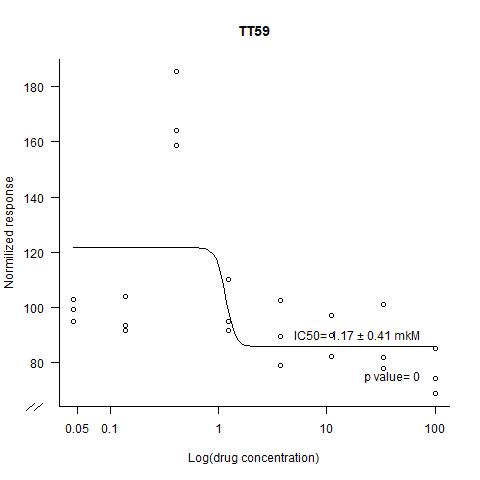 TT59
Normilized response
180
160
140
120
100
80
IC50= 1.17 ± 0.41 mkM
p value= 0
0.05 0.1 1 10 100
Log(drug concentration)